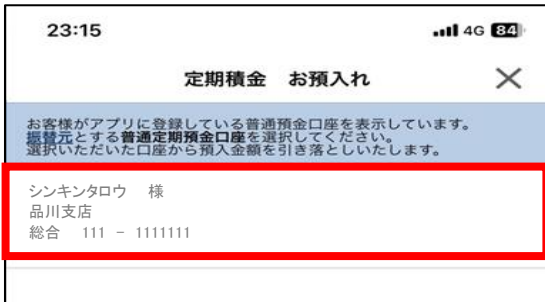 23:15 4G 84
定期積金 お預入れ
お客様がアプリに登録している普通預金口座を表示しています。
振替元とする普通定期預金口座を選択してください。
選択いただいた口座から預入金額を引き落としいたします。
シンキンタロウ 様
品川支店
総合 111 - 1111111